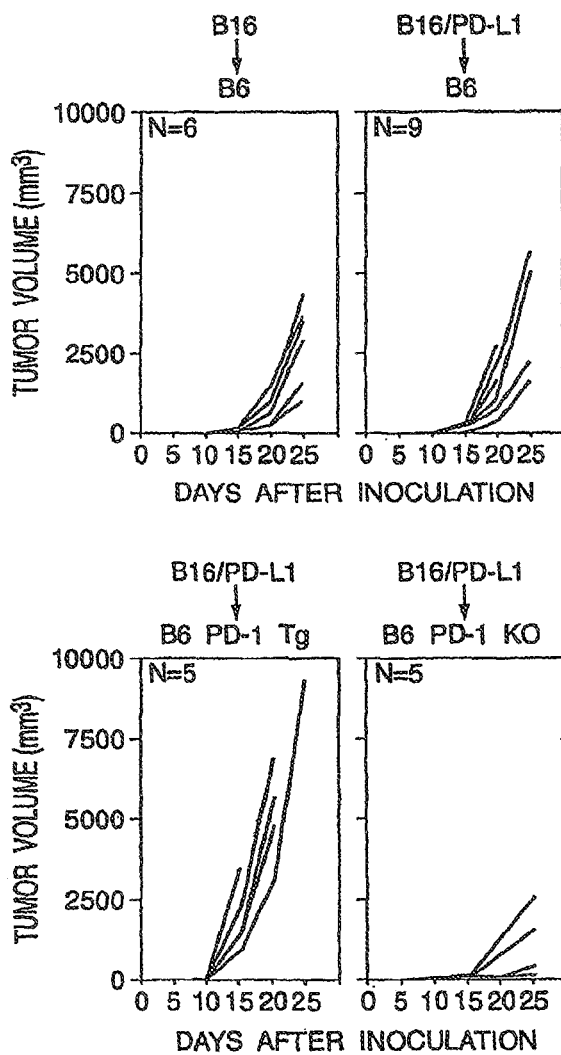 B16
B6
B16/PD-L1
B6
N=6
N=9
10000
7500
5000
2500
0
TUMOR VOLUME (mm³)
0 5 10 15 20 25
0 5 10 15 20 25
DAYS AFTER INOCULATION
B16/PD-L1
B6 PD-1 Tg
B16/PD-L1
B6 PD-1 KO
N=5
N=5
10000
7500
5000
2500
0
TUMOR VOLUME (mm³)
0 5 10 15 20 25
0 5 10 15 20 25
DAYS AFTER INOCULATION